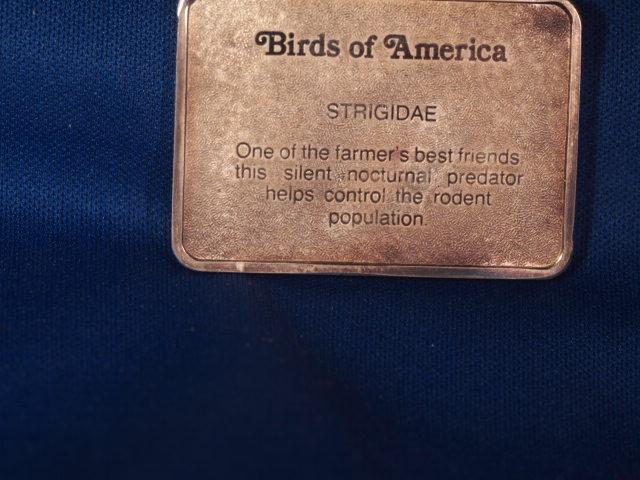 Birds of America
STRIGIDAE
One of the farmer's best friends,
this silent nocturnal predator
helps control the rodent
population.